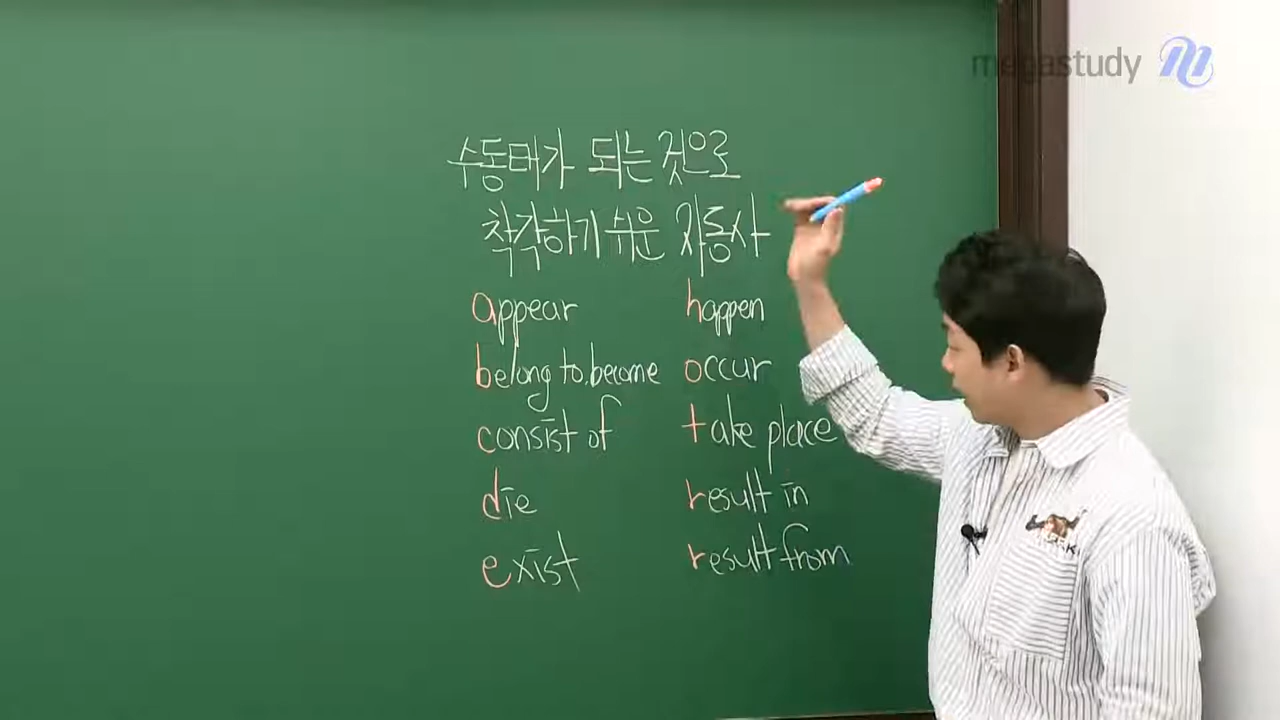 megastudy
수동태가 되는 것으로
착각하기 쉬운 자동사
appear
belong to.become
consist of
die
exist
happen
occur
take place
result in
result from